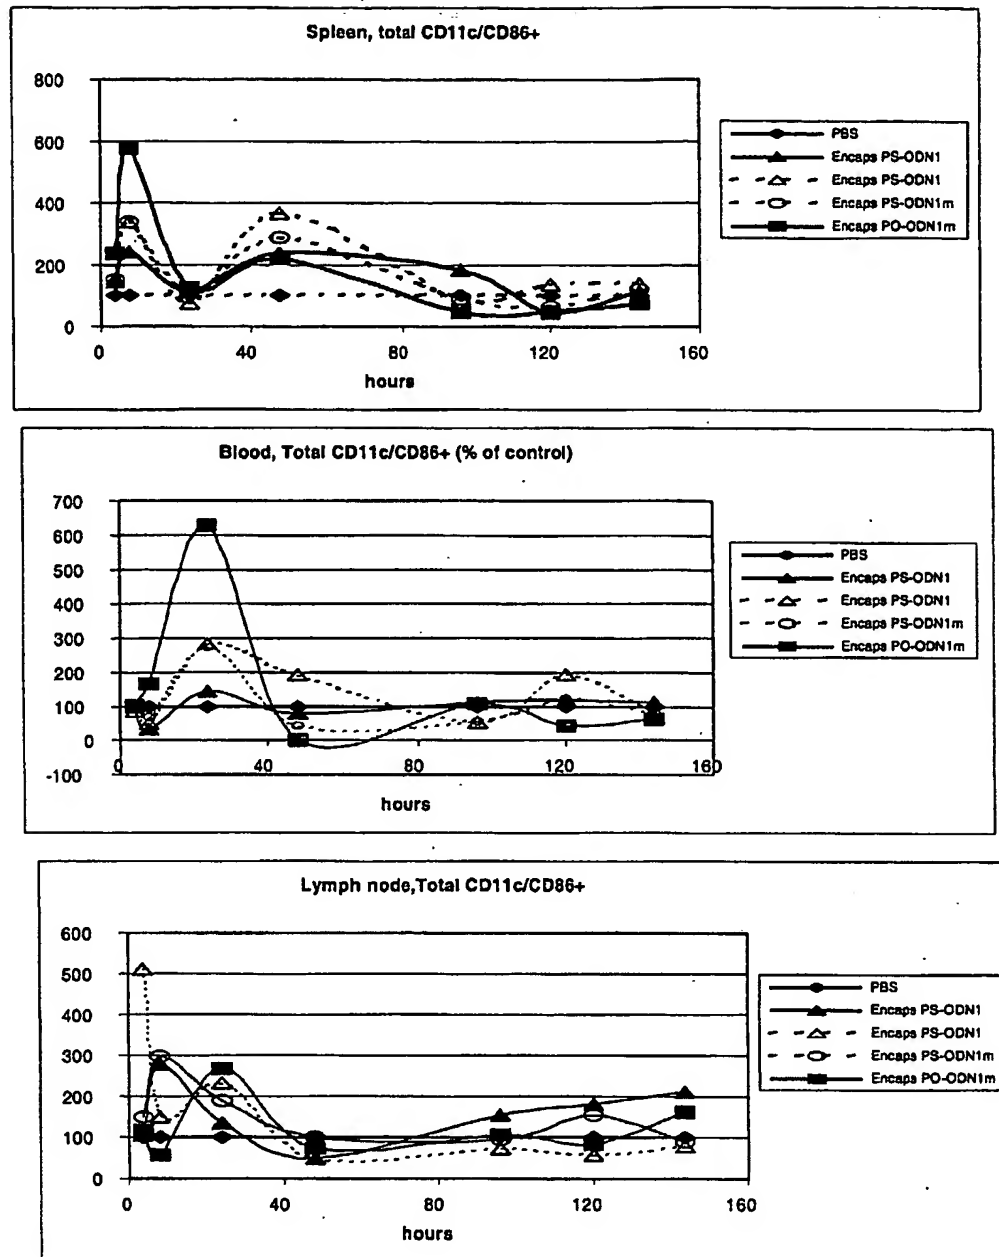 Spleen, total CD11c/CD86+
800
600
400
200
0
0 40 80 120 160
hours
PBS
Encaps PS-ODN1
Encaps PS-ODN1
Encaps PS-ODN1m
Encaps PO-ODN1m
Blood, Total CD11c/CD86+ (% of control)
700
600
500
400
300
200
100
0
-100
0 40 80 120 160
hours
PBS
Encaps PS-ODN1
Encaps PS-ODN1
Encaps PS-ODN1m
Encaps PO-ODN1m
Lymph node,Total CD11c/CD86+
600
500
400
300
200
100
0
0 40 80 120 160
hours
PBS
Encaps PS-ODN1
Encaps PS-ODN1
Encaps PS-ODN1m
Encaps PO-ODN1m